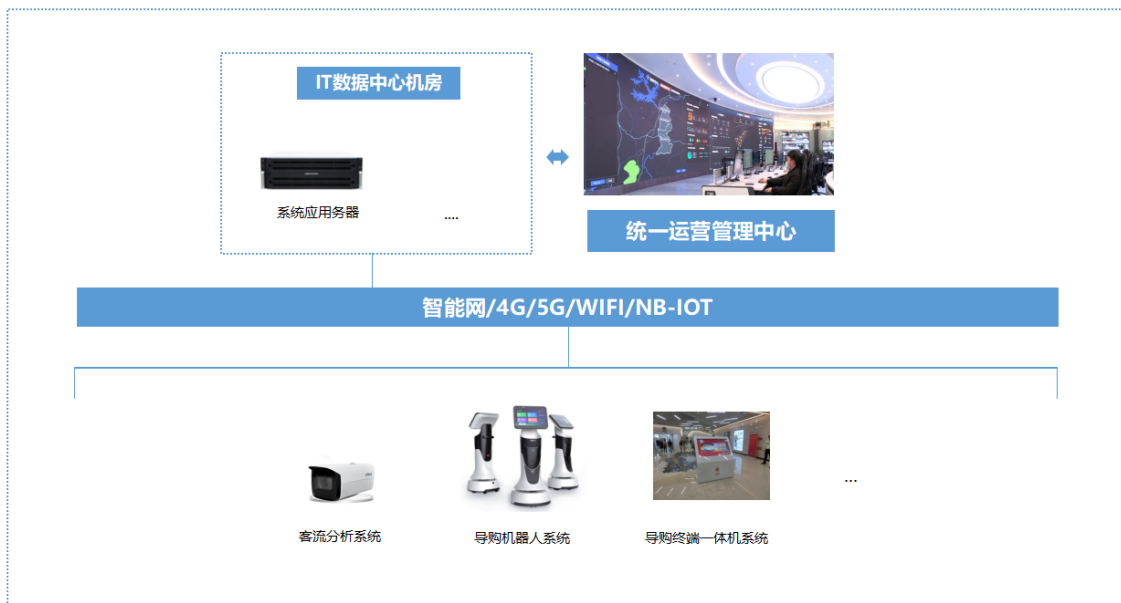 IT数据中心机房
系统应用务器
....
统一运营管理中心
智能网/4G/5G/WIFI/NB-IOT
客流分析系统
导购机器人系统
导购终端一体机系统
...